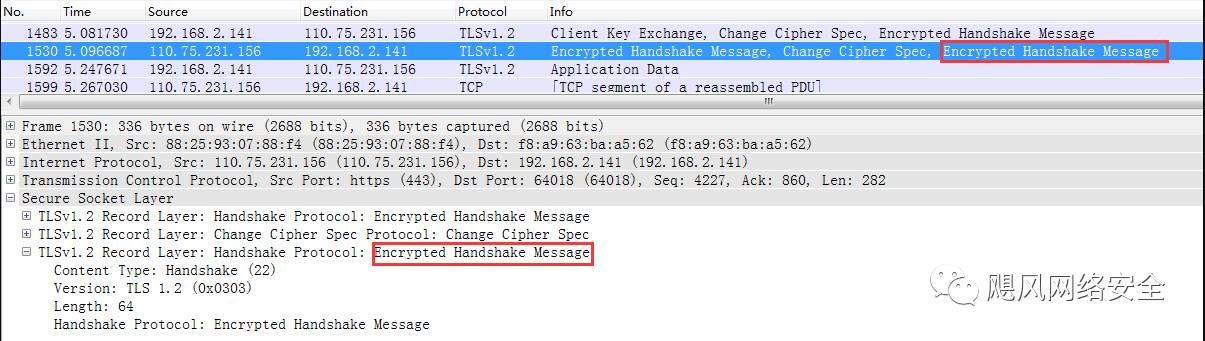 No. Time Source Destination Protocol Info
1483 5.081730 192.168.2.141 110.75.231.156 TLSv1.2 Client Key Exchange, Change Cipher Spec, Encrypted Handshake Message
1530 5.096687 110.75.231.156 192.168.2.141 TLSv1.2 Encrypted Handshake Message, Change Cipher Spec, Encrypted Handshake Message
1592 5.247671 192.168.2.141 110.75.231.156 TLSv1.2 Application Data
1599 5.267030 110.75.231.156 192.168.2.141 TCP [TCP segment of a reassembled PDU]
Frame 1530: 336 bytes on wire (2688 bits), 336 bytes captured (2688 bits)
Ethernet II, Src: 88:25:93:07:88:f4 (88:25:93:07:88:f4), Dst: f8:a9:63:ba:a5:62 (f8:a9:63:ba:a5:62)
Internet Protocol, Src: 110.75.231.156 (110.75.231.156), Dst: 192.168.2.141 (192.168.2.141)
Transmission Control Protocol, Src Port: https (443), Dst Port: 64018 (64018), Seq: 4227, Ack: 860, Len: 282
Secure Socket Layer
TLSv1.2 Record Layer: Handshake Protocol: Encrypted Handshake Message
TLSv1.2 Record Layer: Change Cipher Spec Protocol: Change Cipher Spec
TLSv1.2 Record Layer: Handshake Protocol: Encrypted Handshake Message
Content Type: Handshake (22)
Version: TLS 1.2 (0x0303)
Length: 64
Handshake Protocol: Encrypted Handshake Message
飓风网络安全